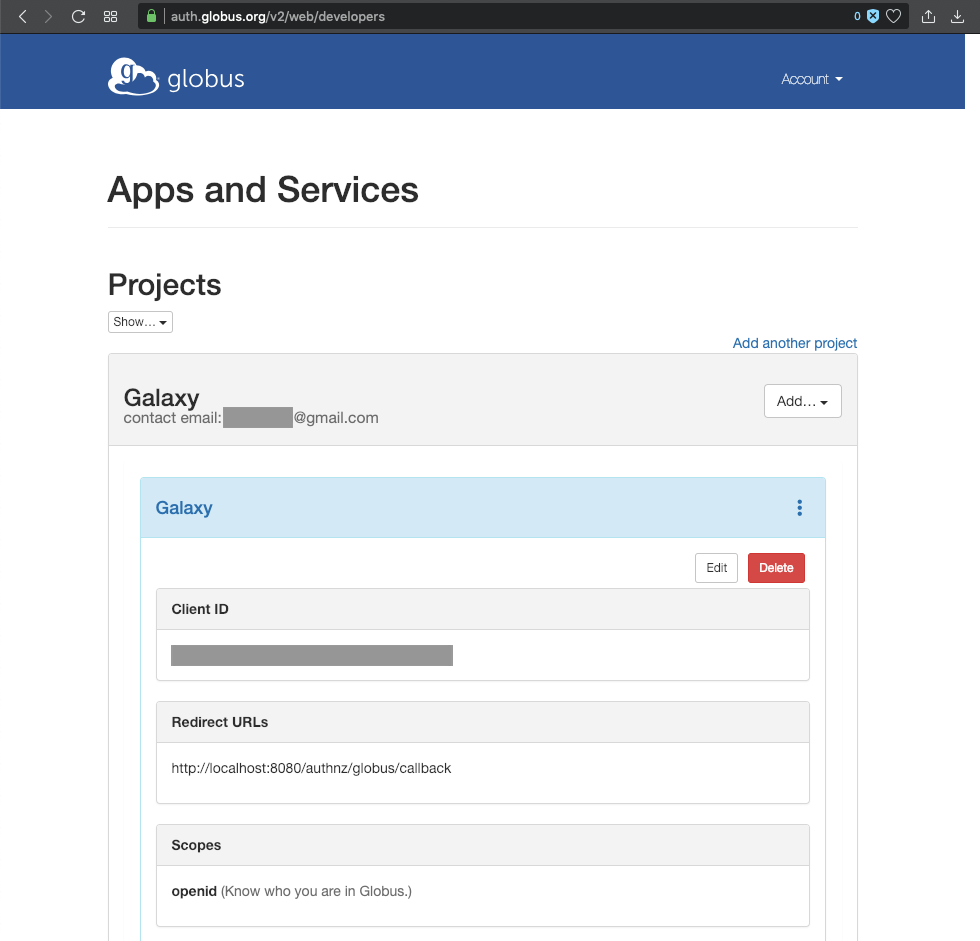 auth.globus.org/v2/web/developers
0
g globus
Account
Apps and Services
Projects
Show...
Add another project
Galaxy
contact email: @gmail.com
Add...
Galaxy
Edit
Delete
Client ID
Redirect URLs
http://localhost:8080/authnz/globus/callback
Scopes
openid (Know who you are in Globus.)